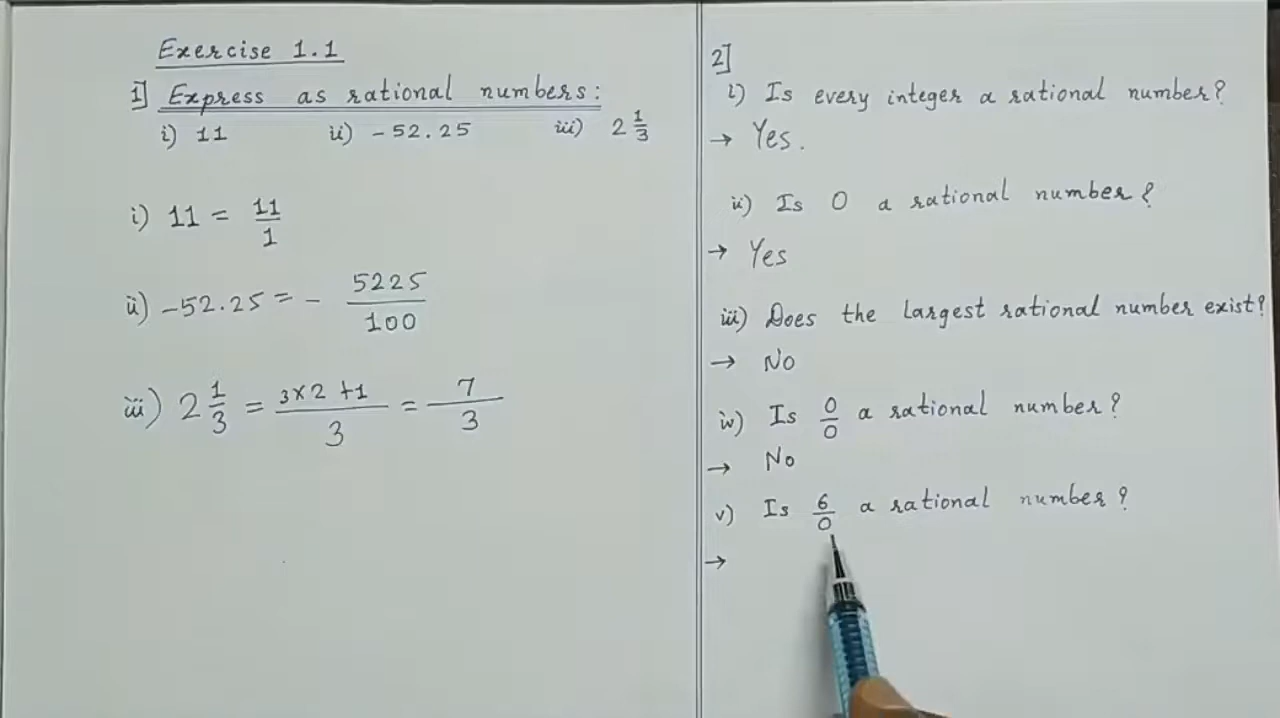 Exercise 1.1
1] Express as rational numbers:
i) 11 ii) -52.25 iii) 2 1/3
i) 11 = 11/1
ii) -52.25 = - 5225/100
iii) 2 1/3 = 3×2+1/3 = 7/3
2]
i) Is every integer a rational number?
→ Yes.
ii) Is 0 a rational number?
→ Yes
iii) Does the largest rational number exist?
→ No
iv) Is 0/0 a rational number?
→ No
v) Is 6/0 a rational number?
→